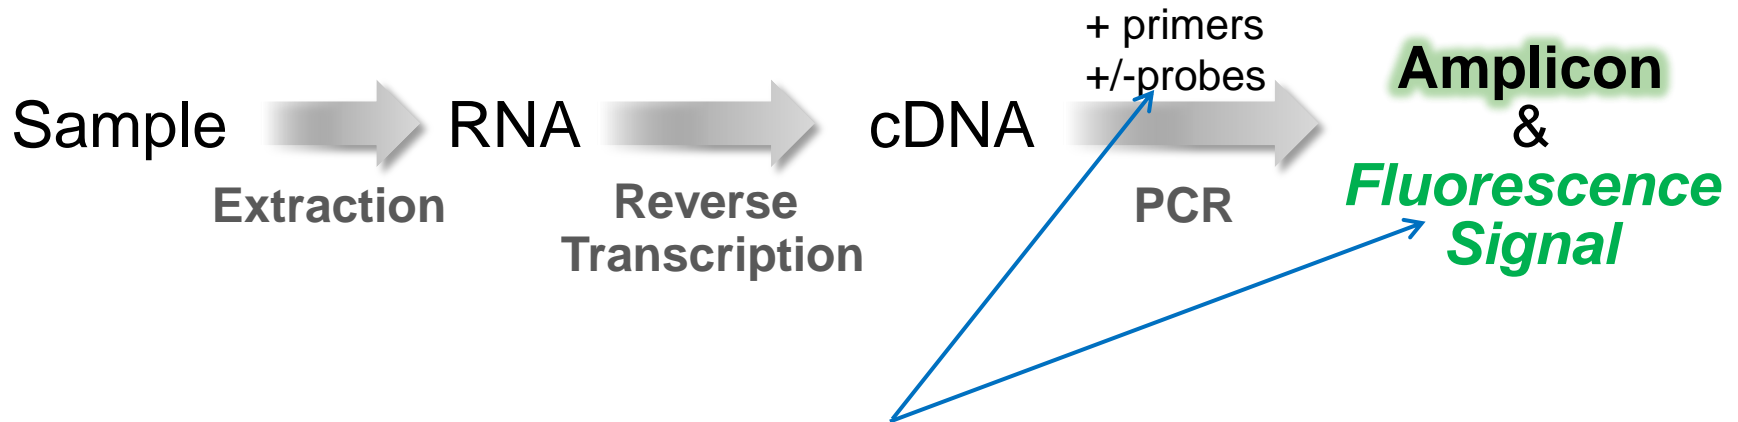 + primers
+/-probes
Sample
RNA
cDNA
Amplicon
&
Fluorescence
Signal
Extraction
Reverse
Transcription
PCR